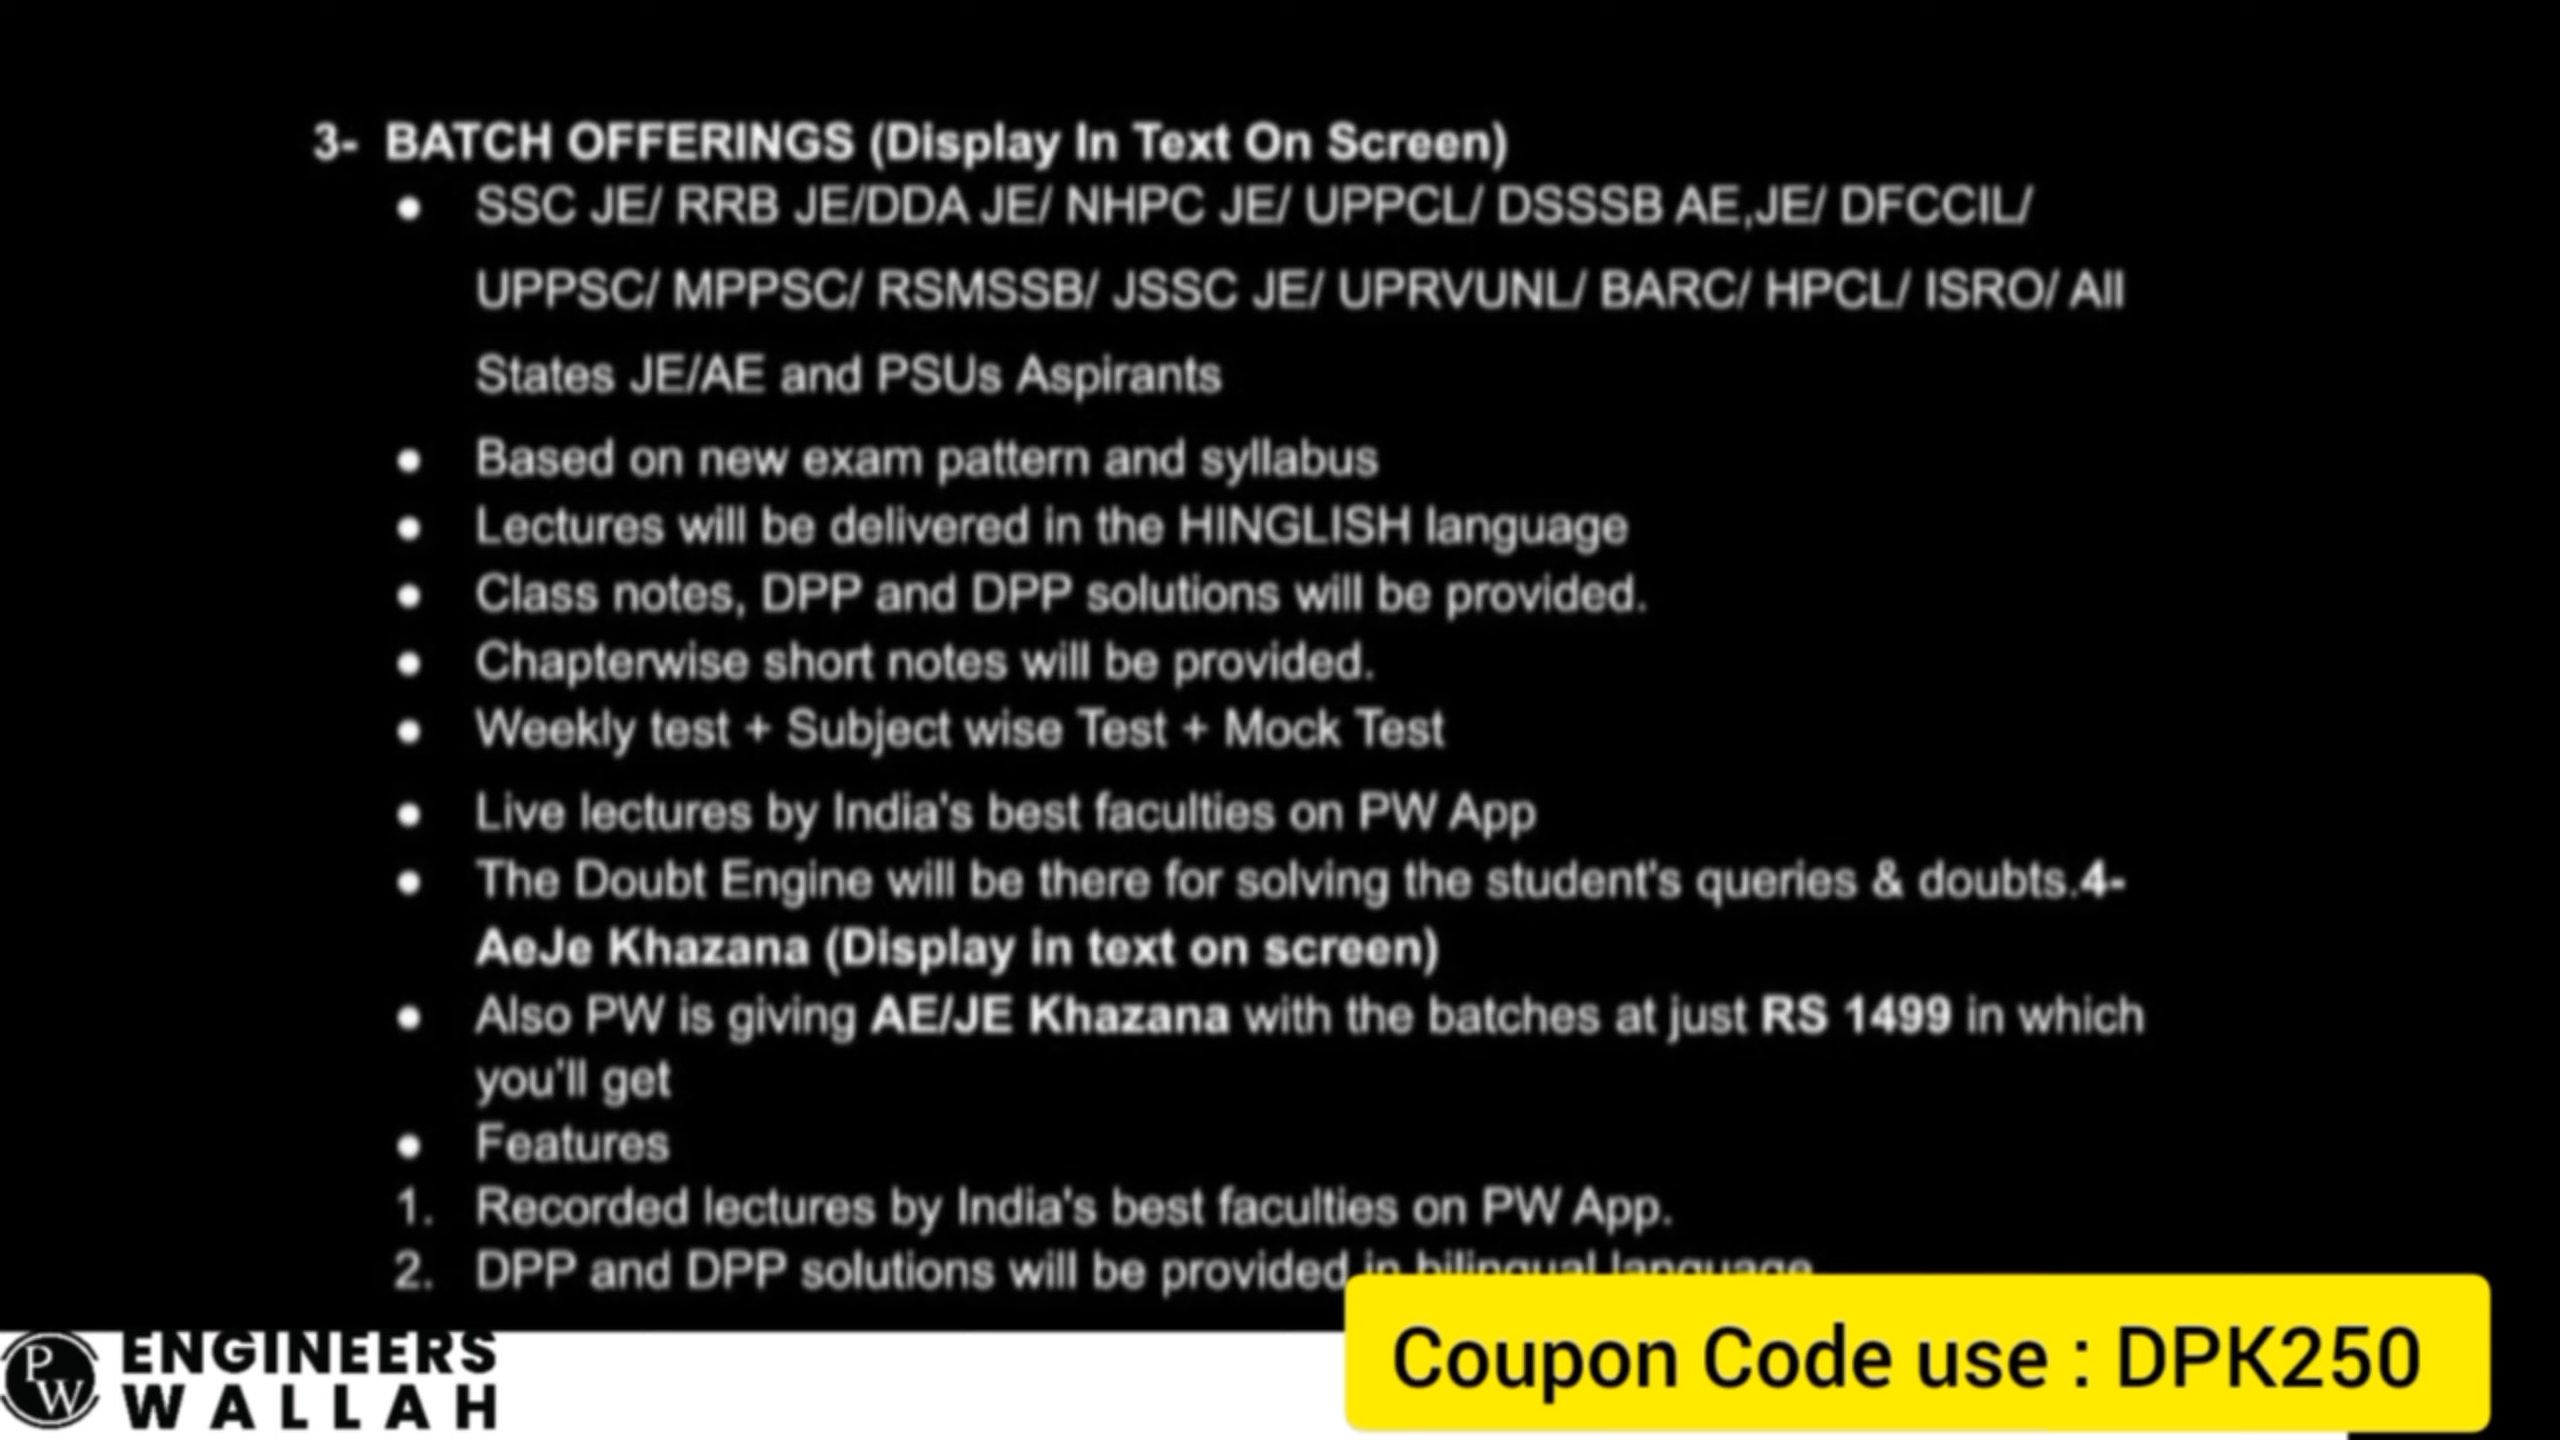 3- BATCH OFFERINGS (Display In Text On Screen)
● SSC JE/ RRB JE/DDA JE/ NHPC JE/ UPPCL/ DSSSB AE,JE/ DFCCIL/
UPPSC/ MPPSC/ RSMSSB/ JSSC JE/ UPRVUNL/ BARC/ HPCL/ ISRO/ All
States JE/AE and PSUs Aspirants
● Based on new exam pattern and syllabus
● Lectures will be delivered in the HINGLISH language
● Class notes, DPP and DPP solutions will be provided.
● Chapterwise short notes will be provided.
● Weekly test + Subject wise Test + Mock Test
● Live lectures by India's best faculties on PW App
● The Doubt Engine will be there for solving the student's queries & doubts.4-
AeJe Khazana (Display in text on screen)
● Also PW is giving AE/JE Khazana with the batches at just RS 1499 in which
you'll get
● Features
1. Recorded lectures by India's best faculties on PW App.
2. DPP and DPP solutions will be provided in bilingual language
PW
ENGINEERS
WALLAH
Coupon Code use : DPK250